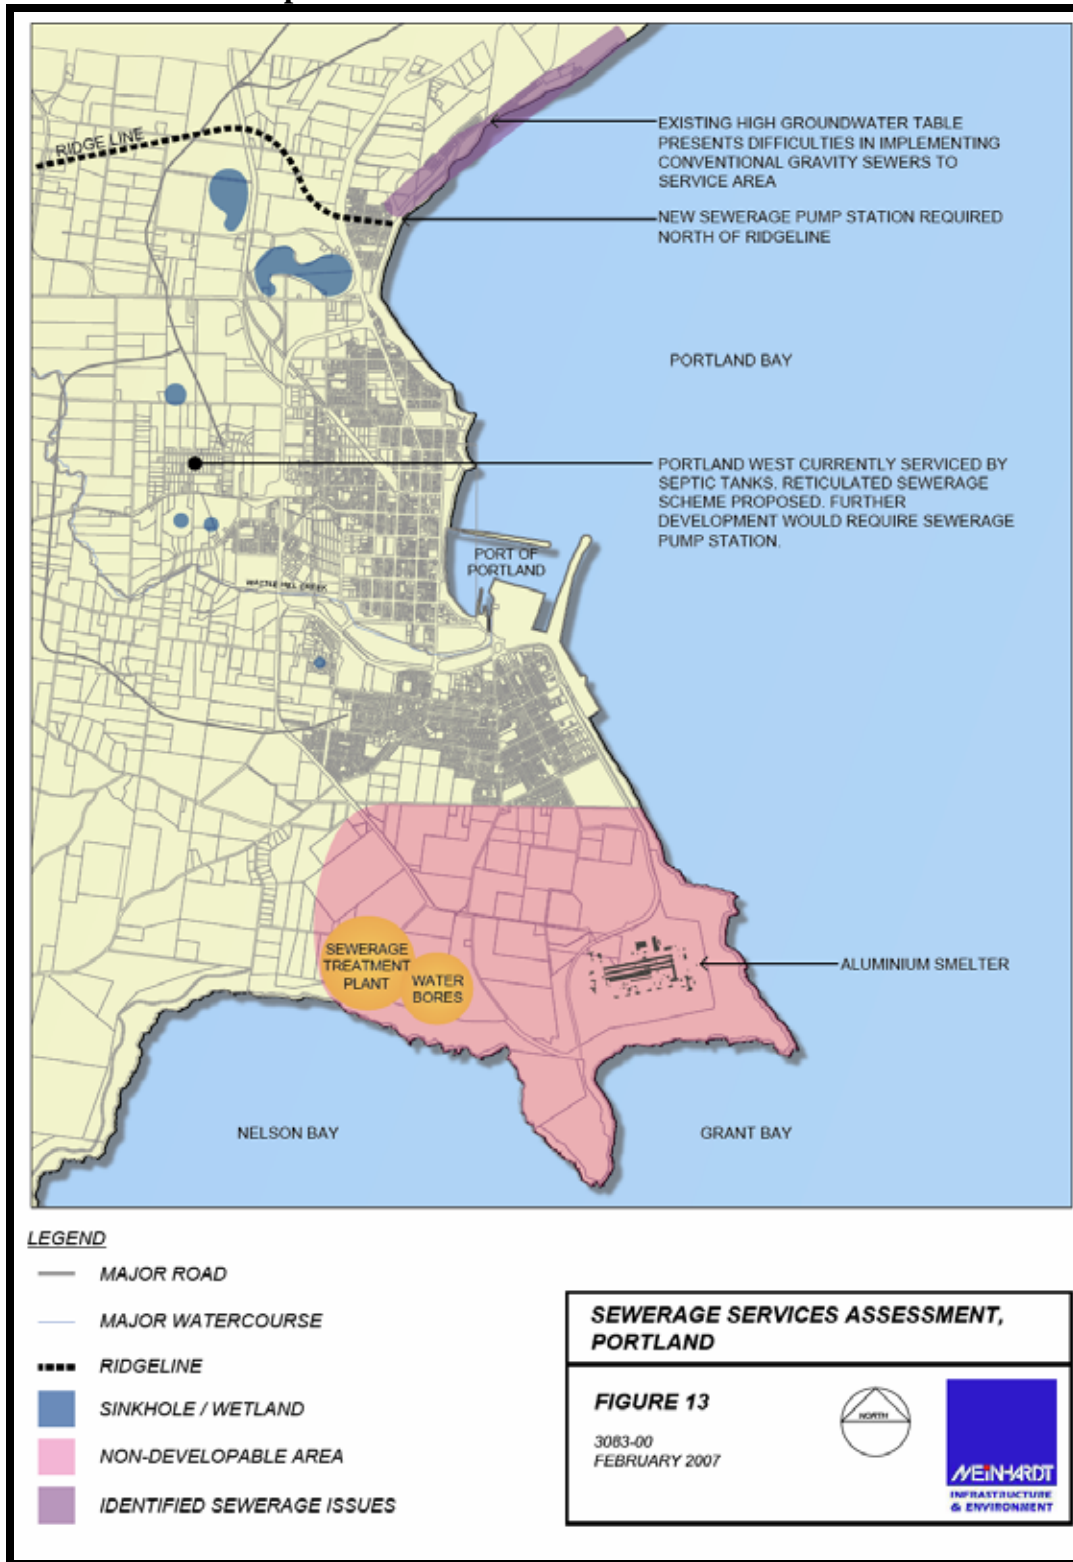 RIDGE LINE
EXISTING HIGH GROUNDWATER TABLE
PRESENTS DIFFICULTIES IN IMPLEMENTING
CONVENTIONAL GRAVITY SEWERS TO
SERVICE AREA
NEW SEWERAGE PUMP STATION REQUIRED
NORTH OF RIDGELINE
PORTLAND BAY
PORTLAND WEST CURRENTLY SERVICED BY
SEPTIC TANKS. RETICULATED SEWERAGE
SCHEME PROPOSED. FURTHER
DEVELOPMENT WOULD REQUIRE SEWERAGE
PUMP STATION.
PORT OF
PORTLAND
WATTLE HILL CREEK
SEWERAGE
TREATMENT
PLANT
WATER
BORES
ALUMINIUM SMELTER
NELSON BAY
GRANT BAY
LEGEND
MAJOR ROAD
MAJOR WATERCOURSE
RIDGELINE
SINKHOLE / WETLAND
NON-DEVELOPABLE AREA
IDENTIFIED SEWERAGE ISSUES
SEWERAGE SERVICES ASSESSMENT,
PORTLAND
FIGURE 13
3083-00
FEBRUARY 2007
NORTH
MEINHARDT
INFRASTRUCTURE
& ENVIRONMENT